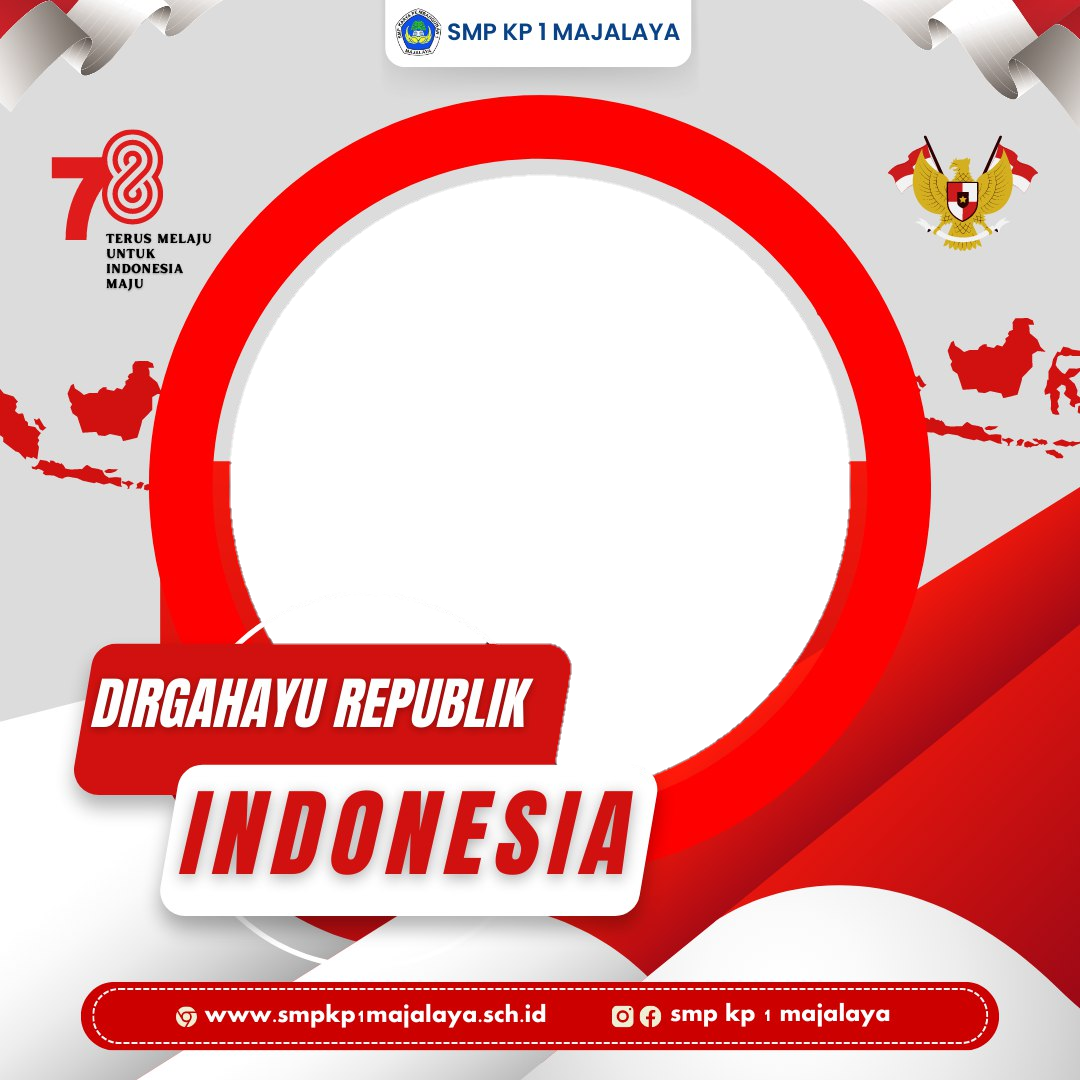 SMP KP 1 MAJALAYA
78
TERUS MELAJU
UNTUK
INDONESIA
MAJU
DIRGAHAYU REPUBLIK
INDONESIA
www.smpkp1majalaya.sch.id
smp kp 1 majalaya